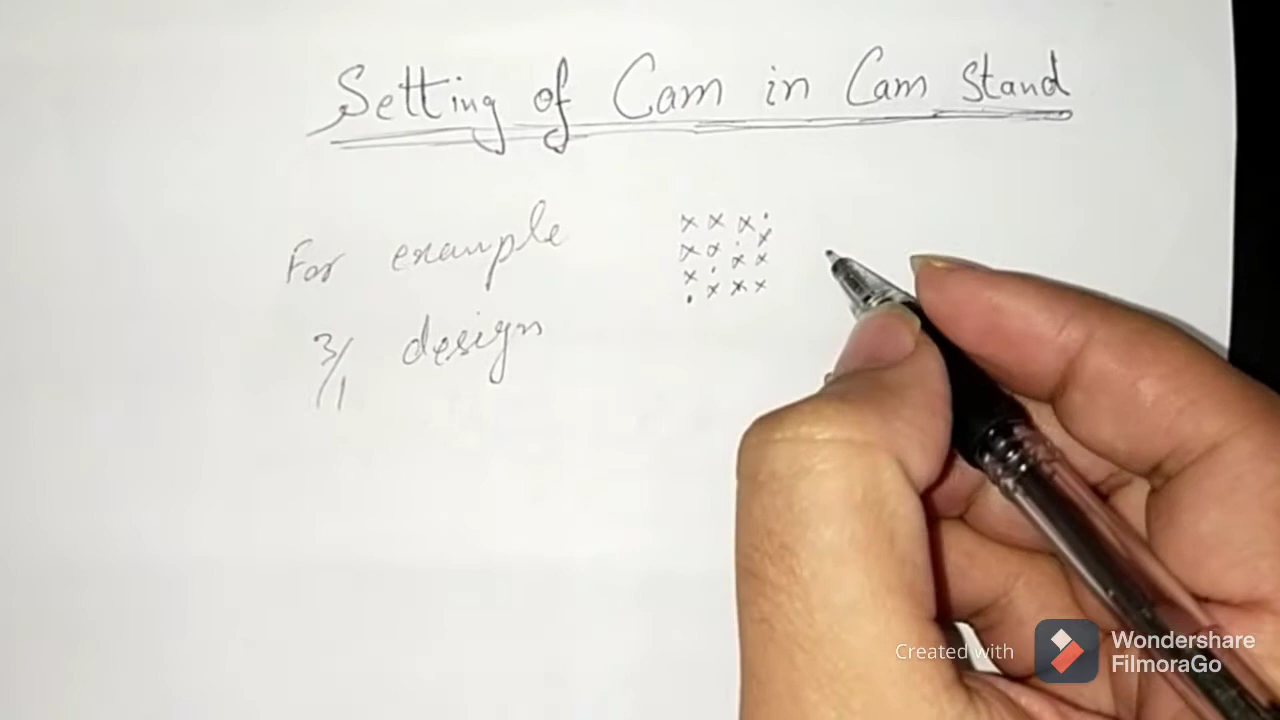 Setting of Cam in Cam Stand
For example
3/1 design
x x x .
x x . x
x . x x
. x x x
Created with
Wondershare
FilmoraGo